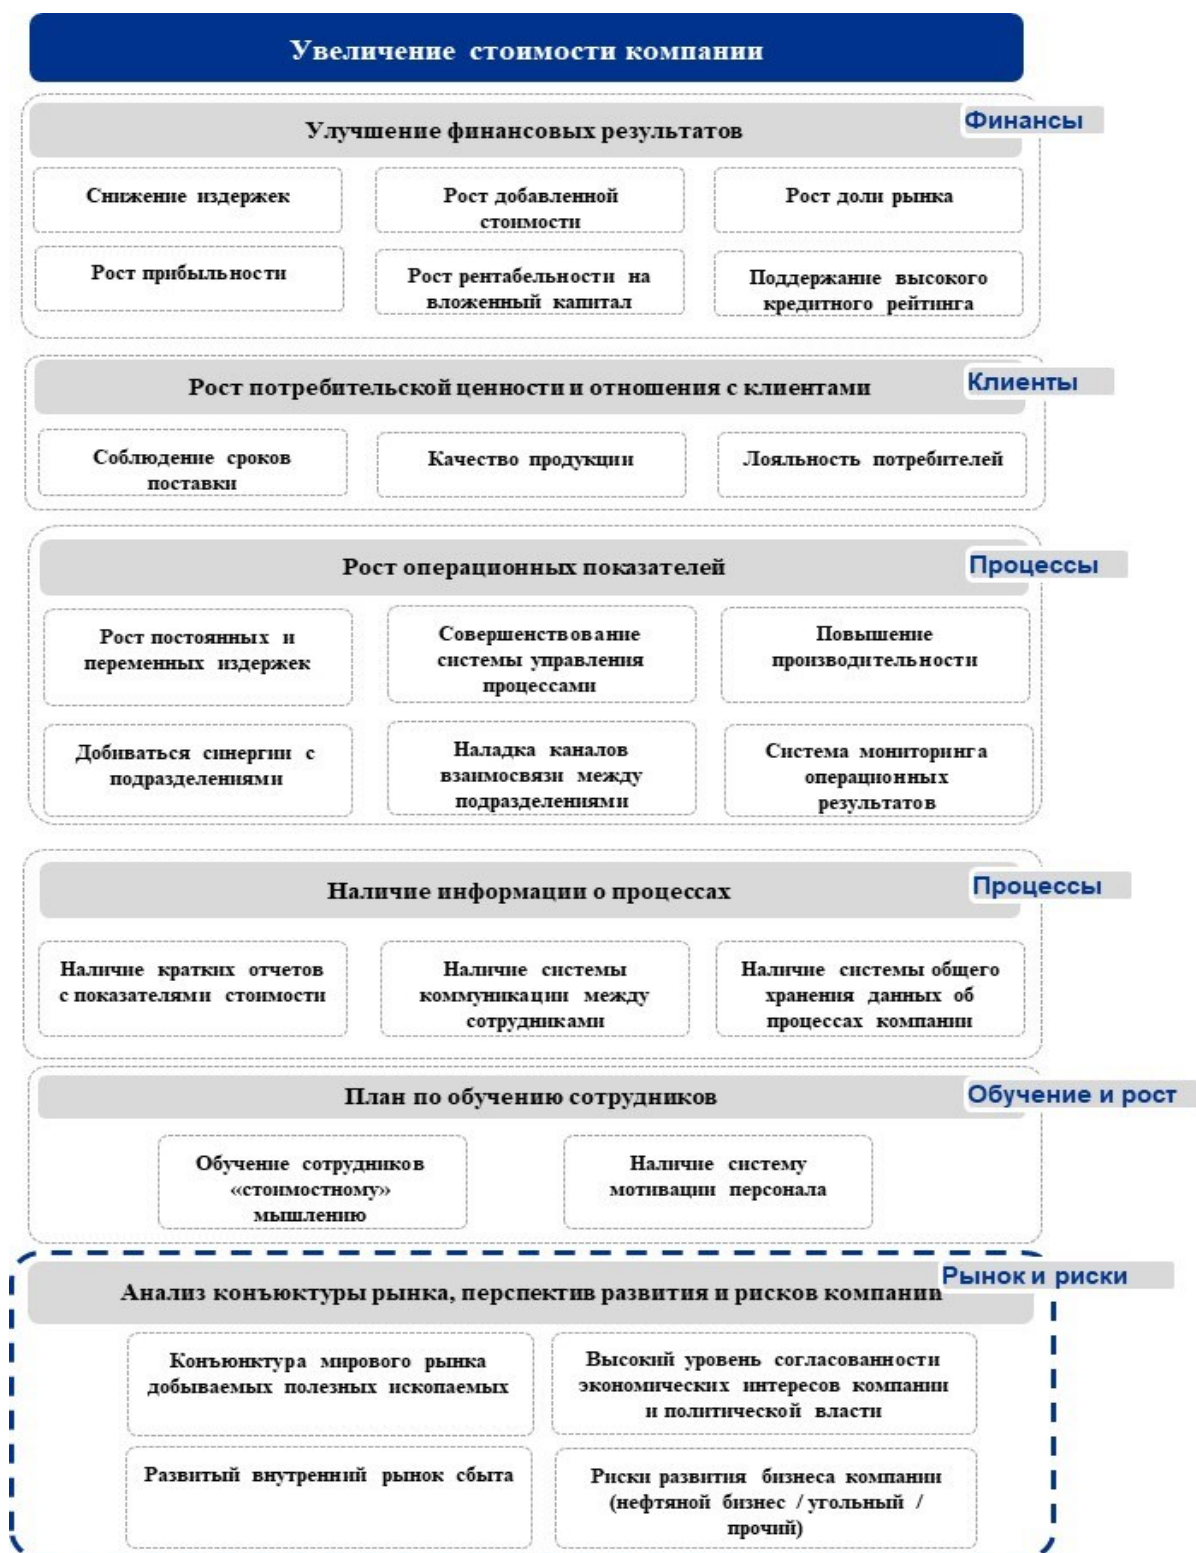 Увеличение стоимости компании
Улучшение финансовых результатов
Финансы
Снижение издержек
Рост добавленной
стоимости
Рост доли рынка
Рост прибыльности
Рост рентабельности на
вложенный капитал
Поддержание высокого
кредитного рейтинга
Рост потребительской ценности и отношения с клиентами
Клиенты
Соблюдение сроков
поставки
Качество продукции
Лояльность потребителей
Рост операционных показателей
Процессы
Рост постоянных и
переменных издержек
Совершенствование
системы управления
процессами
Повышение
производительности
Добиваться синергии с
подразделениями
Наладка каналов
взаимосвязи между
подразделениями
Система мониторинга
операционных
результатов
Наличие информации о процессах
Процессы
Наличие кратких отчетов
с показателями стоимости
Наличие системы
коммуникации между
сотрудниками
Наличие системы общего
хранения данных об
процессах компании
План по обучению сотрудников
Обучение и рост
Обучение сотрудников
«стоимостному»
мышлению
Наличие систему
мотивации персонала
Анализ конъюктуры рынка, перспектив развития и рисков компании
Рынок и риски
Конъюнктура мирового рынка
добываемых полезных ископаемых
Высокий уровень согласованности
экономических интересов компании
и политической власти
Развитый внутренний рынок сбыта
Риски развития бизнеса компании
(нефтяной бизнес / угольный /
прочий)